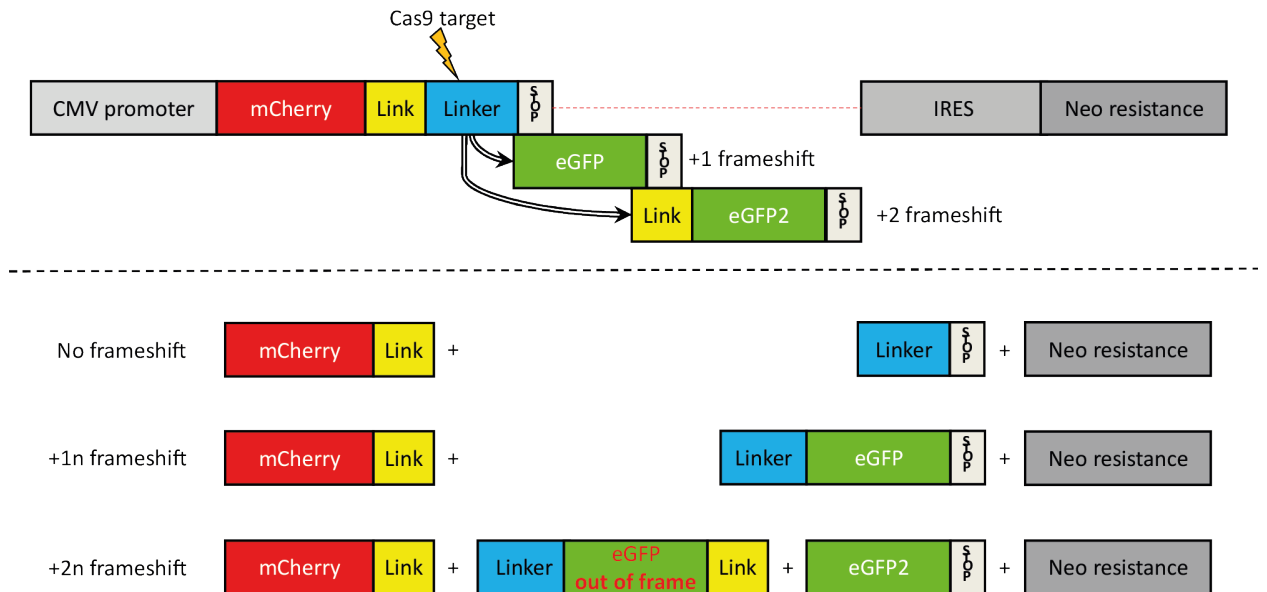 Cas9 target
CMV promoter mCherry Link Linker STOP IRES Neo resistance
eGFP STOP +1 frameshift
Link eGFP2 STOP +2 frameshift
No frameshift mCherry Link + Linker STOP + Neo resistance
+1n frameshift mCherry Link + Linker eGFP STOP + Neo resistance
+2n frameshift mCherry Link + Linker eGFP out of frame Link + eGFP2 STOP + Neo resistance